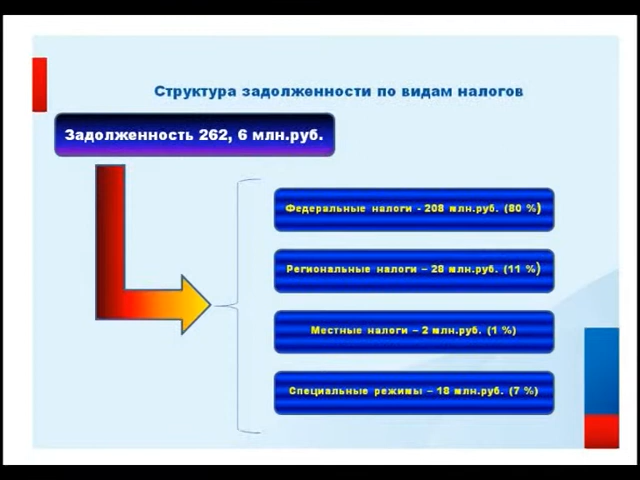 Структура задолженности по видам налогов
Задолженность 262, 6 млн.руб.
Федеральные налоги - 208 млн.руб. (80 %)
Региональные налоги – 28 млн.руб. (11 %)
Местные налоги – 2 млн.руб. (1 %)
Специальные режимы – 18 млн.руб. (7 %)